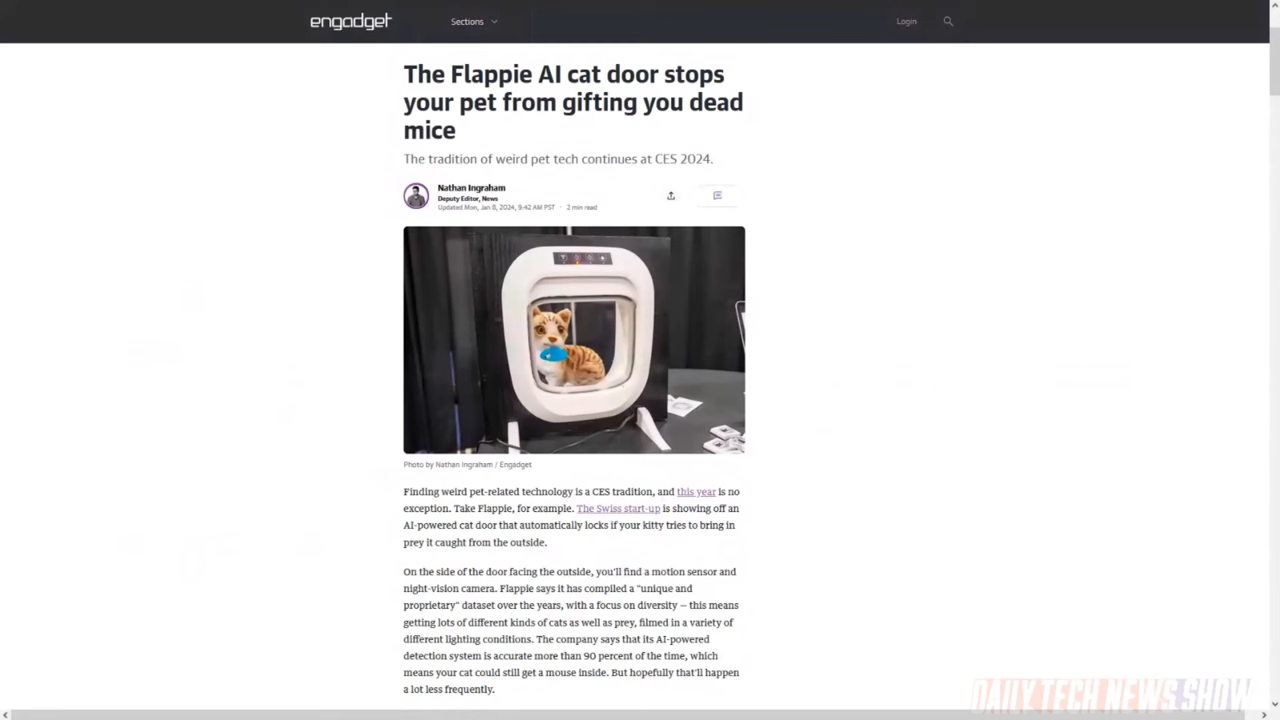 engadget
Sections
Login
The Flappie AI cat door stops
your pet from gifting you dead
mice
The tradition of weird pet tech continues at CES 2024.
Nathan Ingraham
Deputy Editor, News
Updated Mon, Jan 8, 2024, 9:42 AM PST · 2 min read
Photo by Nathan Ingraham / Engadget
Finding weird pet-related technology is a CES tradition, and this year is no
exception. Take Flappie, for example. The Swiss start-up is showing off an
AI-powered cat door that automatically locks if your kitty tries to bring in
prey it caught from the outside.
On the side of the door facing the outside, you'll find a motion sensor and
night-vision camera. Flappie says it has compiled a "unique and
proprietary" dataset over the years, with a focus on diversity — this means
getting lots of different kinds of cats as well as prey, filmed in a variety of
different lighting conditions. The company says that its AI-powered
detection system is accurate more than 90 percent of the time, which
means your cat could still get a mouse inside. But hopefully that'll happen
a lot less frequently.
DAILY TECH NEWS SHOW